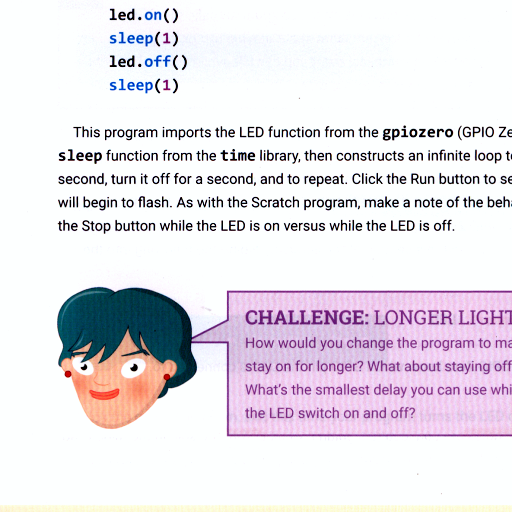 led.on()
sleep(1)
led.off()
sleep(1)
This program imports the LED function from the gpiozero (GPIO Ze
sleep function from the time library, then constructs an infinite loop t
second, turn it off for a second, and to repeat. Click the Run button to se
will begin to flash. As with the Scratch program, make a note of the beh
the Stop button while the LED is on versus while the LED is off.
CHALLENGE: LONGER LIGHT
How would you change the program to ma
stay on for longer? What about staying off
What's the smallest delay you can use whi
the LED switch on and off?